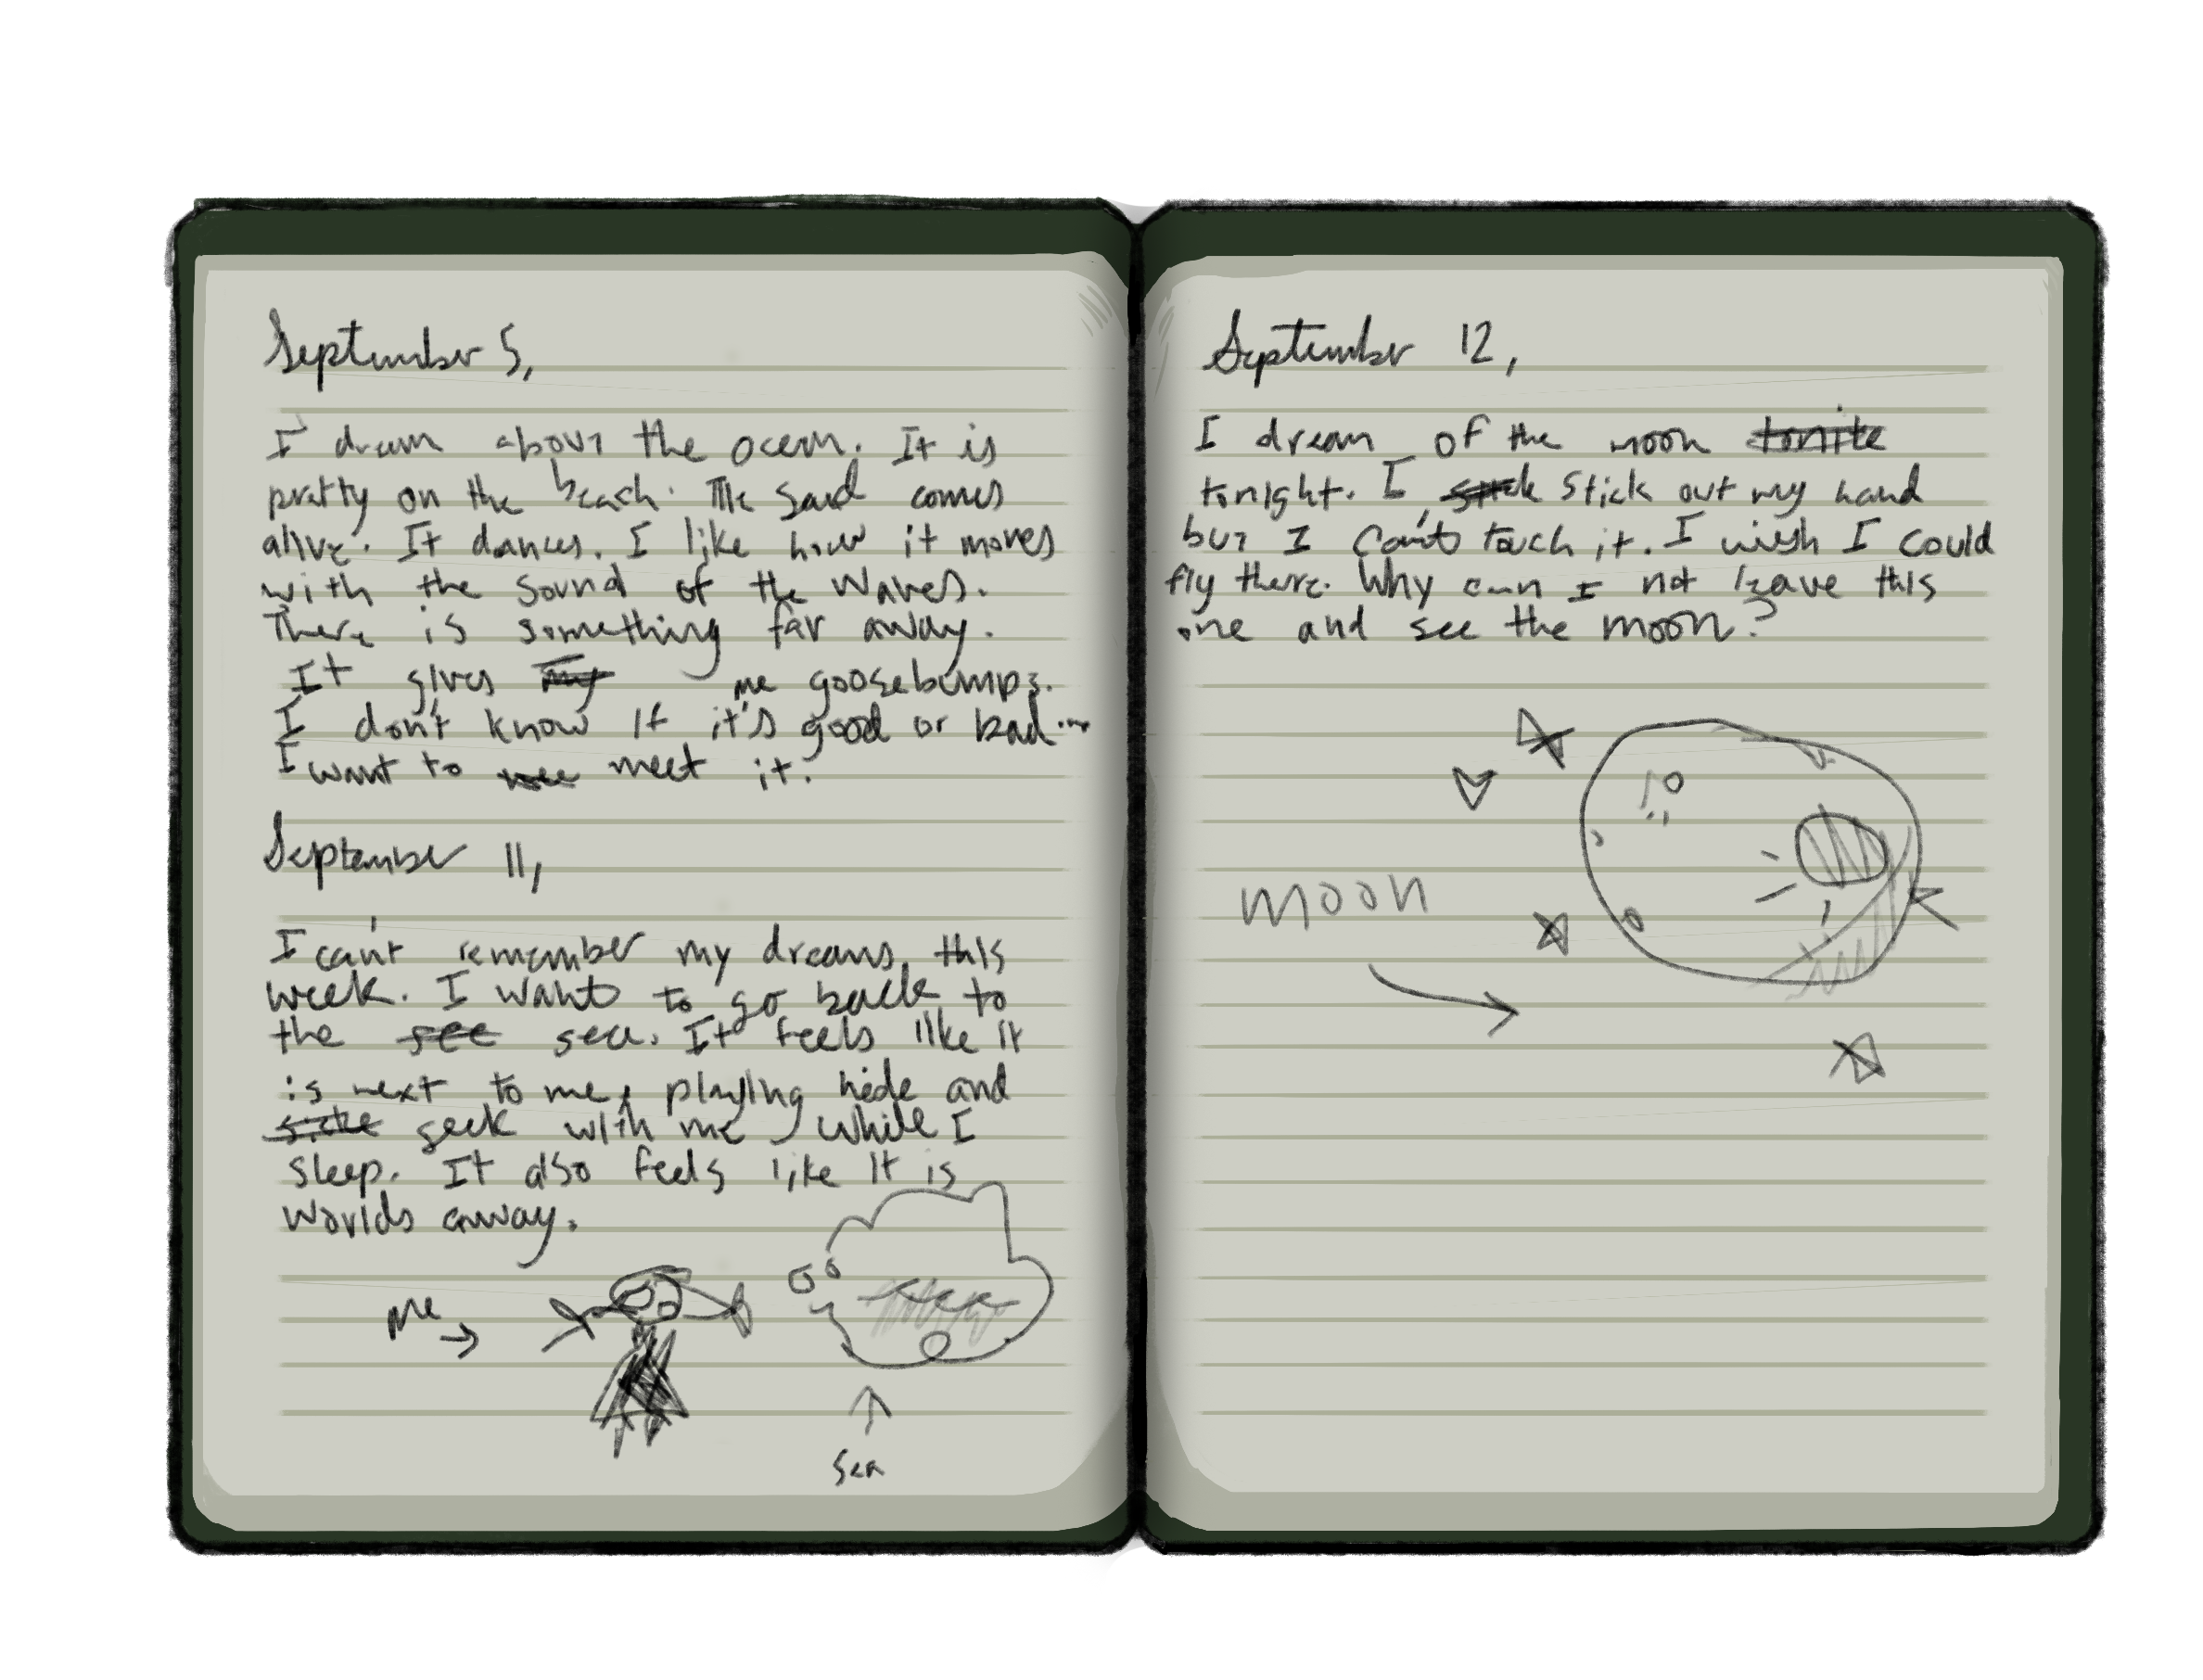 September 5,
I dream about the ocean. It is
pretty on the beach. The sand comes
alive. It dances. I like how it moves
with the sound of the waves.
There is something far away.
It gives my me goosebumps.
I don't know if it's good or bad...
I want to meet it.
September 11,
I can't remember my dreams this
week. I want to go back to
the see sea. It feels like it
is next to me, playing hide and
seek with me while I
sleep. It also feels like it is
worlds away.
me
sea
September 12,
I dream of the moon tonite
tonight. I stick out my hand
but I can't touch it. I wish I could
fly there. Why can I not leave this
one and see the moon?
moon